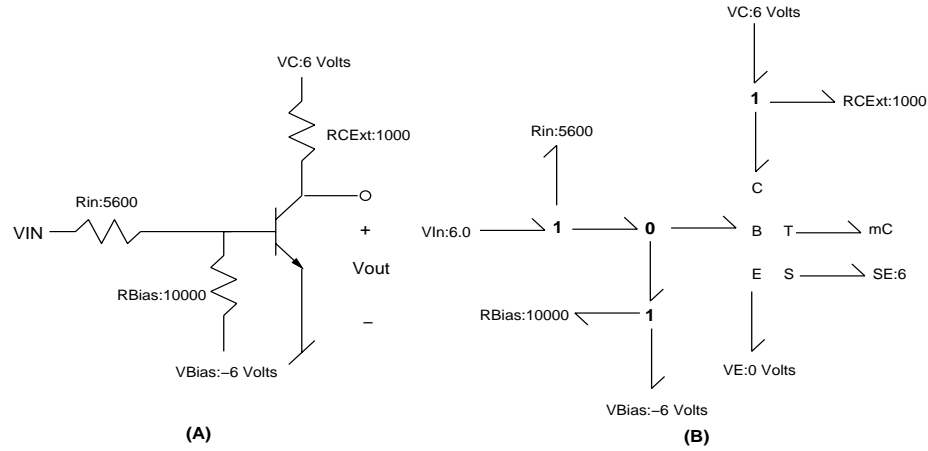 VC:6 Volts
RCExt:1000
Rin:5600
VIN
+
Vout
−
RBias:10000
VBias:−6 Volts
(A)
VC:6 Volts
1
RCExt:1000
Rin:5600
C
VIn:6.0
1
0
B
T
mC
E
S
SE:6
RBias:10000
1
VE:0 Volts
VBias:−6 Volts
(B)